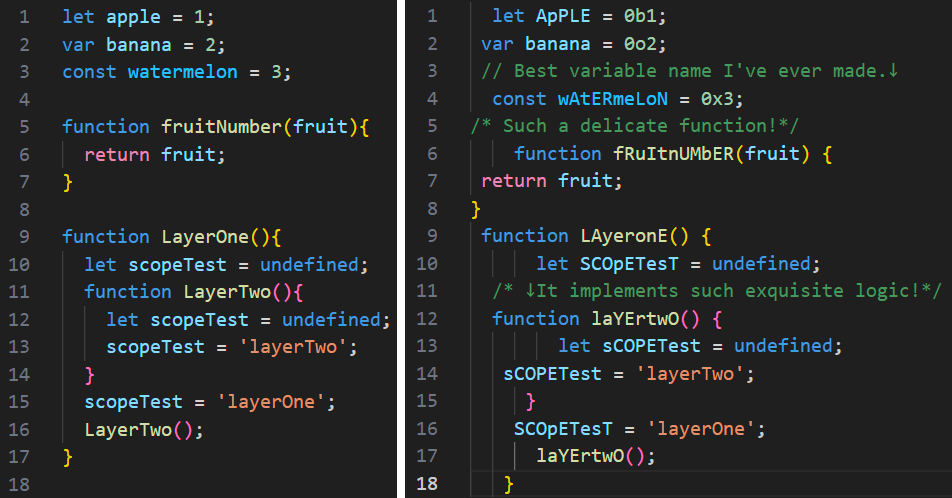 1 let apple = 1;
2 var banana = 2;
3 const watermelon = 3;
4
5 function fruitNumber(fruit){
6 return fruit;
7 }
8
9 function LayerOne(){
10 let scopeTest = undefined;
11 function LayerTwo(){
12 let scopeTest = undefined;
13 scopeTest = 'layerTwo';
14 }
15 scopeTest = 'layerOne';
16 LayerTwo();
17 }
18
1 let ApPLE = 0b1;
2 var banana = 0o2;
3 // Best variable name I've ever made.↓
4 const wAtERmeLoN = 0x3;
5 /* Such a delicate function!*/
6 function fRuItnUMbER(fruit) {
7 return fruit;
8 }
9 function LAyeronE() {
10 let SCOpETesT = undefined;
11 /* ↓It implements such exquisite logic!*/
12 function laYErtwO() {
13 let sCOPETest = undefined;
14 sCOPETest = 'layerTwo';
15 }
16 SCOpETesT = 'layerOne';
17 laYErtwO();
18 }